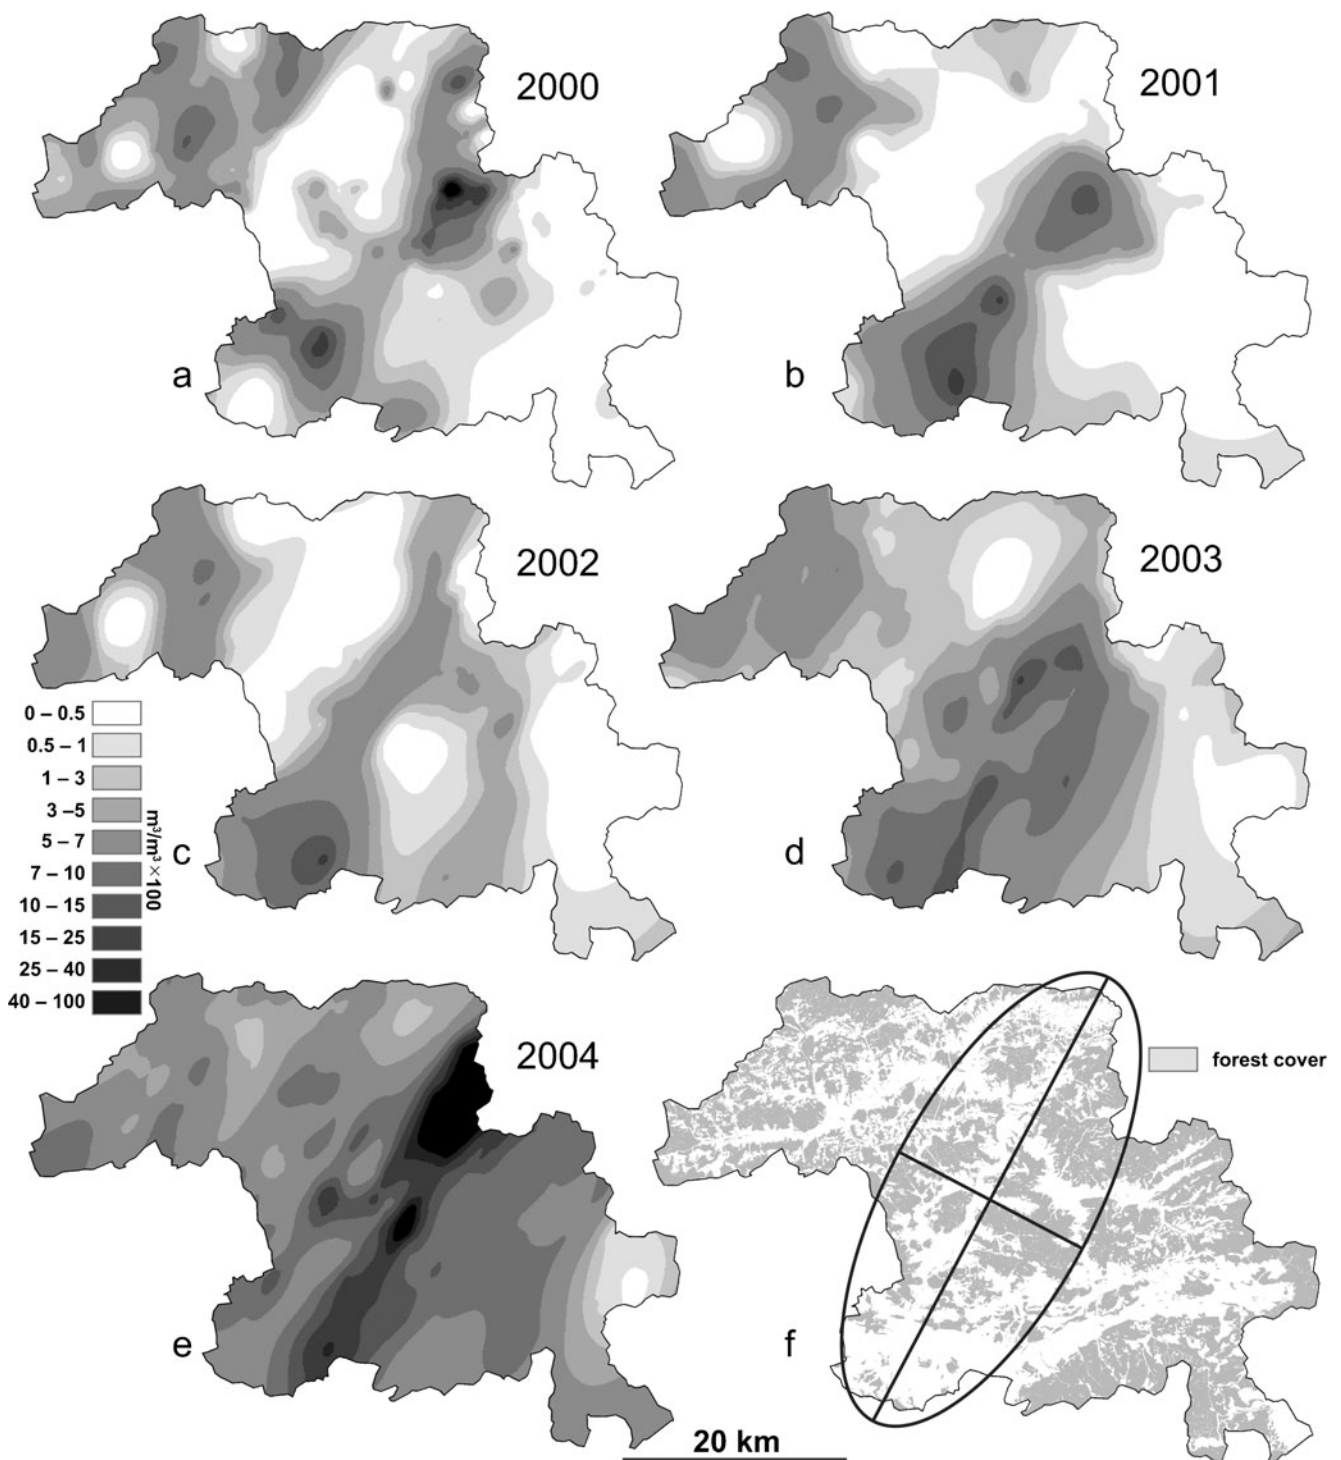 2000
2001
a
b
2002
2003
0 – 0.5
0.5 – 1
1 – 3
3 –5
5 – 7
7 – 10
10 – 15
15 – 25
25 – 40
40 – 100
m³/m³ × 100
c
d
2004
forest cover
e
f
20 km